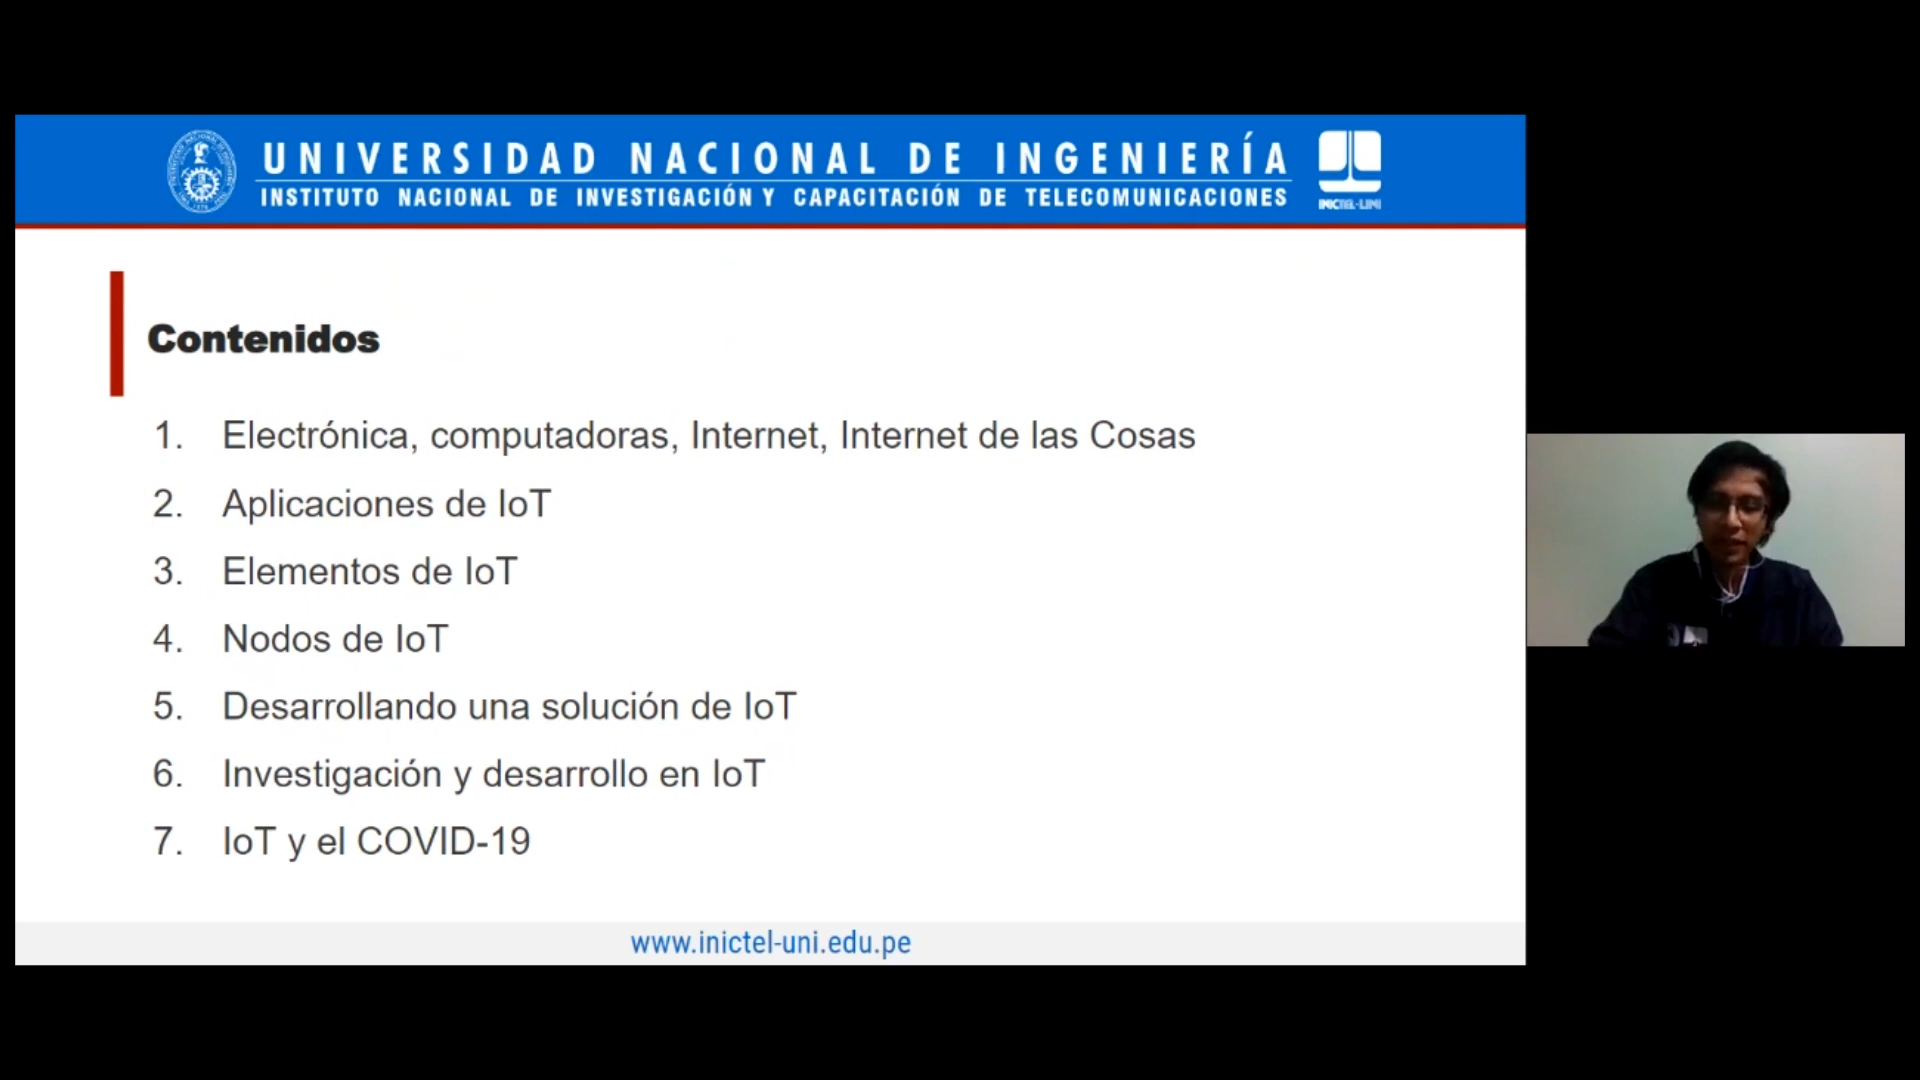 UNIVERSIDAD NACIONAL DE INGENIERÍA
INSTITUTO NACIONAL DE INVESTIGACIÓN Y CAPACITACIÓN DE TELECOMUNICACIONES
INICTEL-UNI
Contenidos
1. Electrónica, computadoras, Internet, Internet de las Cosas
2. Aplicaciones de IoT
3. Elementos de IoT
4. Nodos de IoT
5. Desarrollando una solución de IoT
6. Investigación y desarrollo en IoT
7. IoT y el COVID-19
www.inictel-uni.edu.pe